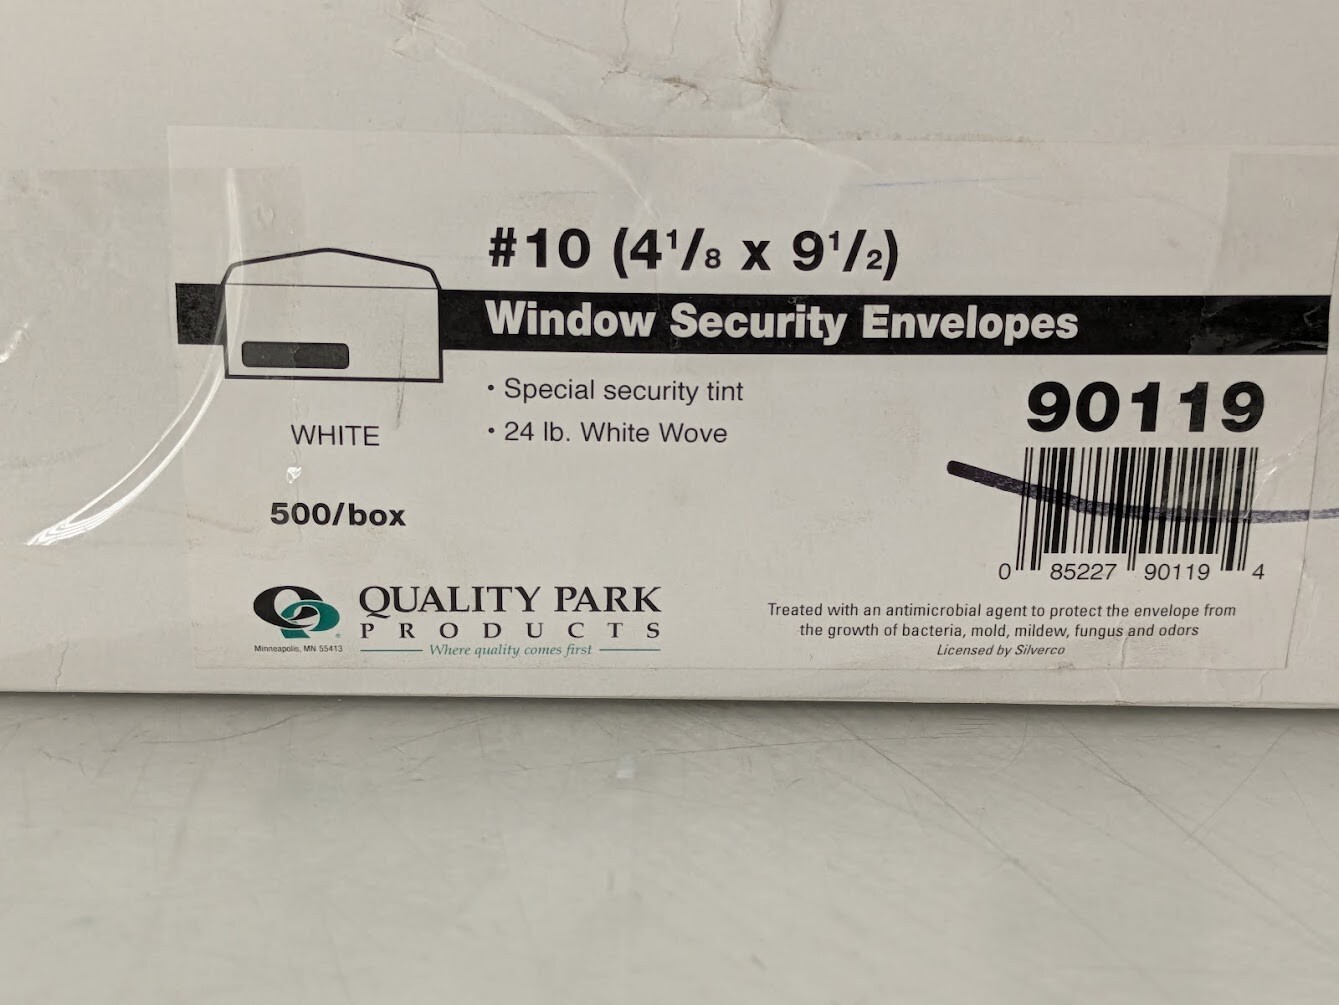 #10 (4 1/8 x 9 1/2)
Window Security Envelopes
• Special security tint
• 24 lb. White Wove
WHITE
500/box
90119
0 85227 90119 4
QUALITY PARK
PRODUCTS
Minneapolis, MN 55413
Where quality comes first
Treated with an antimicrobial agent to protect the envelope from
the growth of bacteria, mold, mildew, fungus and odors
Licensed by Silverco